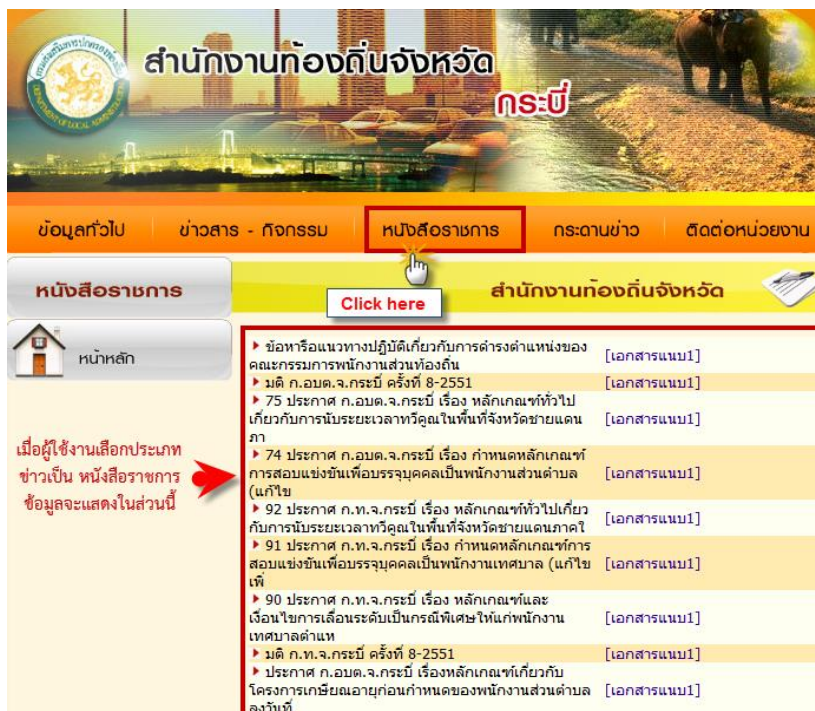 สำนักงานท้องถิ่นจังหวัด
กระบี่
ข้อมูลทั่วไป
ข่าวสาร - กิจกรรม
หนังสือราชการ
กระดานข่าว
ติดต่อหน่วยงาน
Click here
หนังสือราชการ
สำนักงานท้องถิ่นจังหวัด
หน้าหลัก
เมื่อผู้ใช้งานเลือกประเภท
ข่าวเป็น หนังสือราชการ
ข้อมูลจะแสดงในส่วนนี้
ข้อหารือแนวทางปฏิบัติเกี่ยวกับการดำรงตำแหน่งของ
คณะกรรมการพนักงานส่วนท้องถิ่น
[เอกสารแนบ1]
มติ ก.อบต.จ.กระบี่ ครั้งที่ 8-2551
[เอกสารแนบ1]
75 ประกาศ ก.อบต.จ.กระบี่ เรื่อง หลักเกณฑ์ทั่วไป
เกี่ยวกับการนับระยะเวลาทวีคูณในพื้นที่จังหวัดชายแดน
ภา
[เอกสารแนบ1]
74 ประกาศ ก.อบต.จ.กระบี่ เรื่อง กำหนดหลักเกณฑ์
การสอบแข่งขันเพื่อบรรจุบุคคลเป็นพนักงานส่วนตำบล
(แก้ไข
[เอกสารแนบ1]
92 ประกาศ ก.ท.จ.กระบี่ เรื่อง หลักเกณฑ์ทั่วไปเกี่ยว
กับการนับระยะเวลาทวีคูณในพื้นที่จังหวัดชายแดนภาคใ
[เอกสารแนบ1]
91 ประกาศ ก.ท.จ.กระบี่ เรื่อง กำหนดหลักเกณฑ์การ
สอบแข่งขันเพื่อบรรจุบุคคลเป็นพนักงานเทศบาล (แก้ไข
เพิ่
[เอกสารแนบ1]
90 ประกาศ ก.ท.จ.กระบี่ เรื่อง หลักเกณฑ์และ
เงื่อนไขการเลื่อนระดับเป็นกรณีพิเศษให้แก่พนักงาน
เทศบาลตำแห
[เอกสารแนบ1]
มติ ก.ท.จ.กระบี่ ครั้งที่ 8-2551
[เอกสารแนบ1]
ประกาศ ก.อบต.จ.กระบี่ เรื่องหลักเกณฑ์เกี่ยวกับ
โครงการเกษียณอายุก่อนกำหนดของพนักงานส่วนตำบล
ลงวันที่
[เอกสารแนบ1]